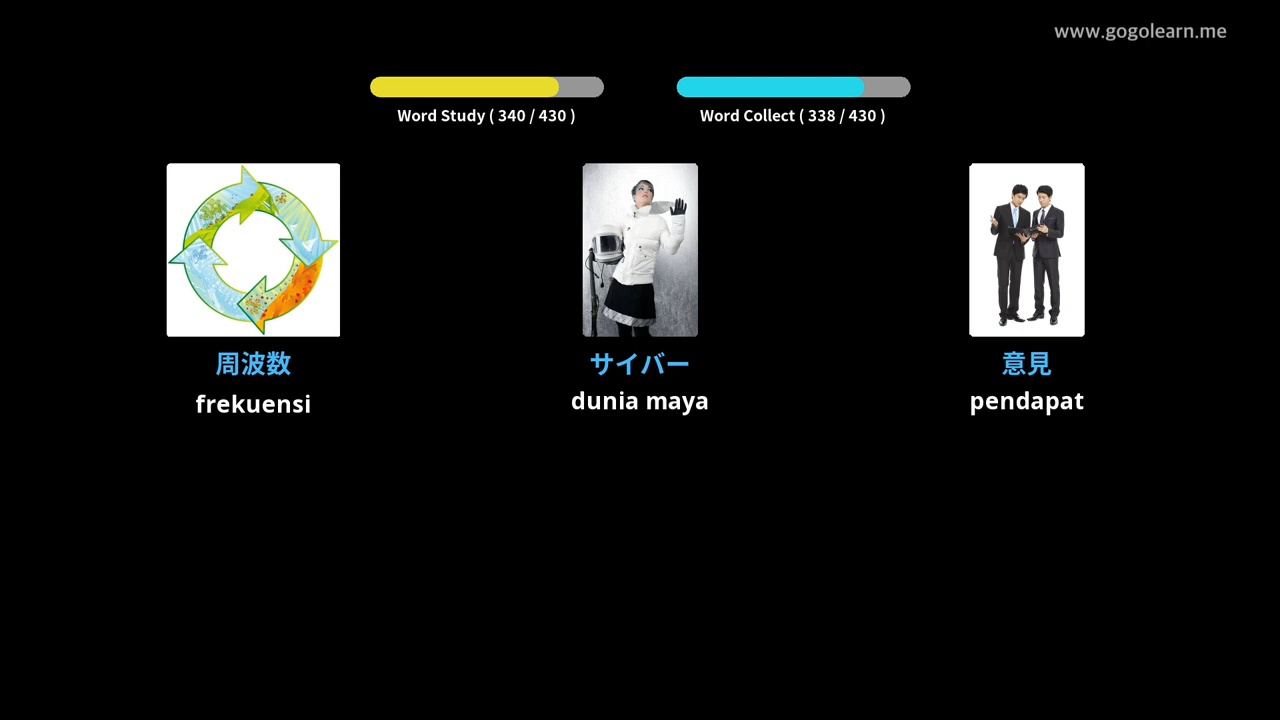 www.gogolearn.me
Word Study ( 340 / 430 )
Word Collect ( 338 / 430 )
周波数
frekuensi
サイバー
dunia maya
意見
pendapat